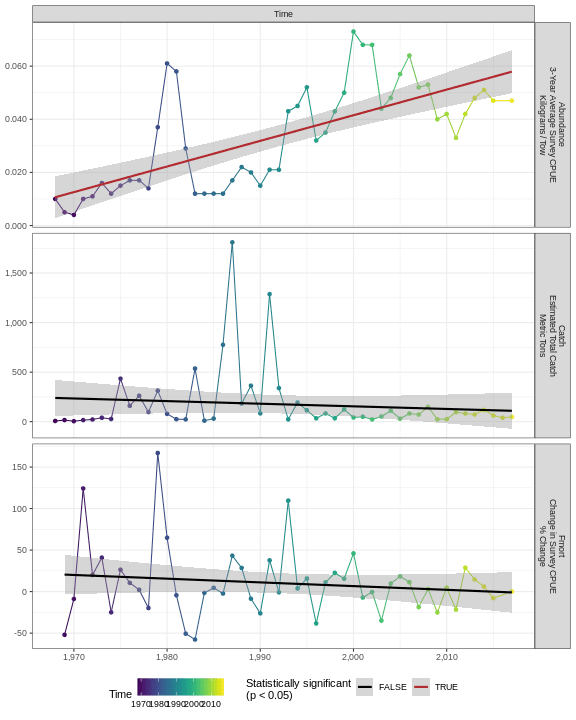 Time
0.060
0.040
0.020
0.000
Abundance
3-Year Average Survey CPUE
Kilograms/Tow
1,500
1,000
500
0
Catch
Estimated Total Catch
Metric Tons
150
100
50
0
-50
Fmort
Change in Survey CPUE
% Change
1,970
1,980
1,990
2,000
2,010
Time
1970 1980 1990 2000 2010
Statistically significant
(p < 0.05)
FALSE
TRUE